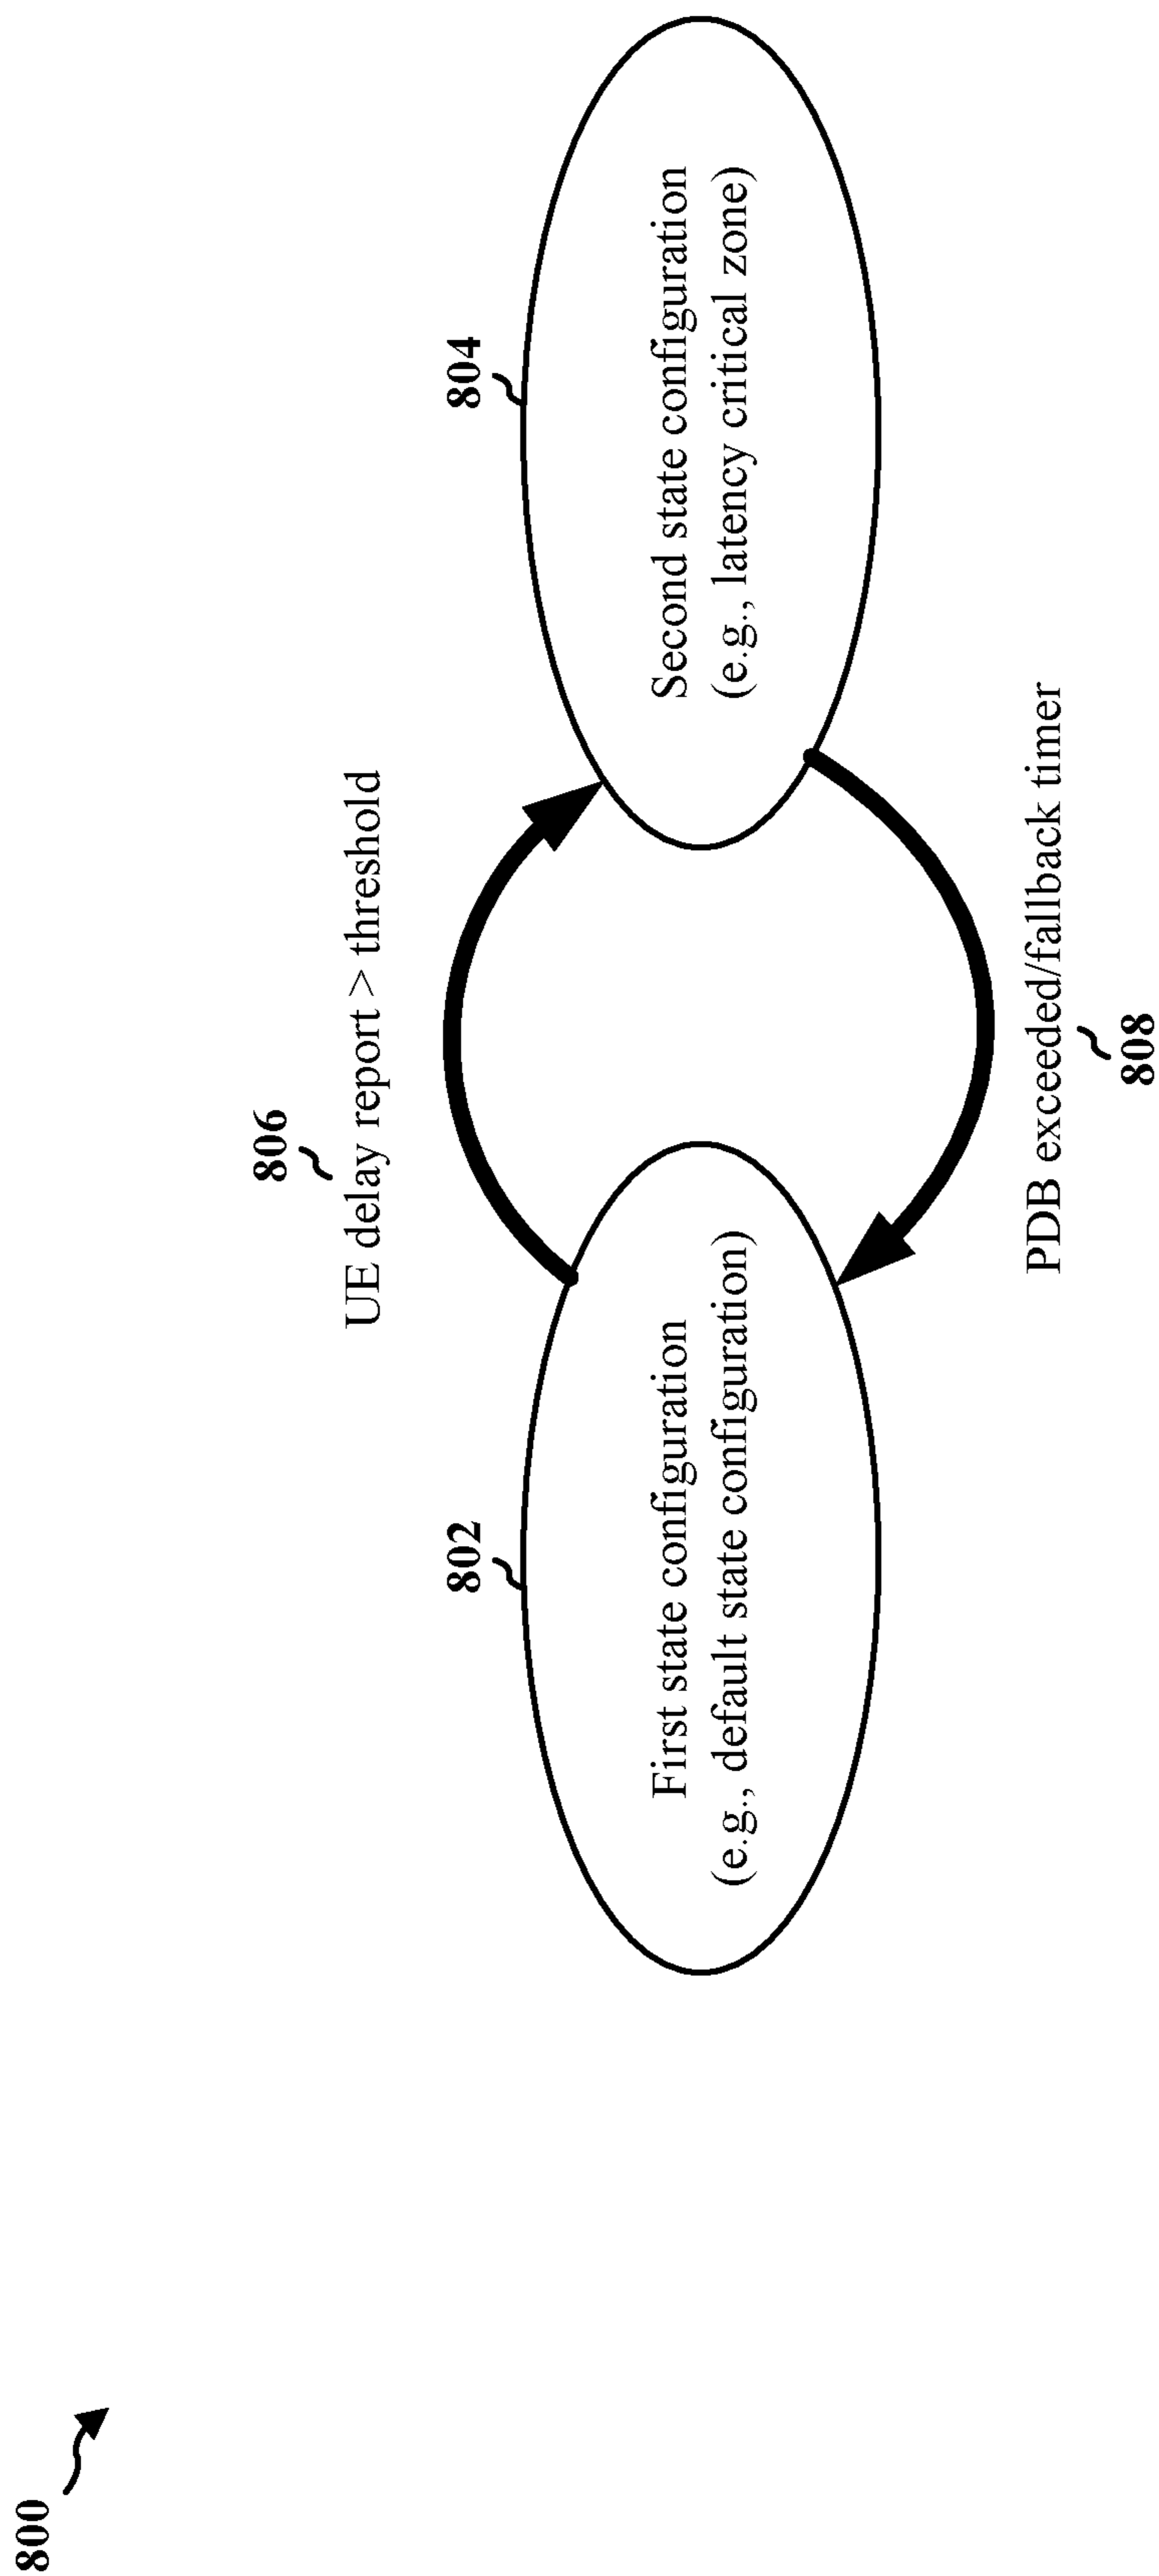 800
806
UE delay report > threshold
802
804
First state configuration
(e.g., default state configuration)
Second state configuration
(e.g., latency critical zone)
PDB exceeded/fallback timer
808